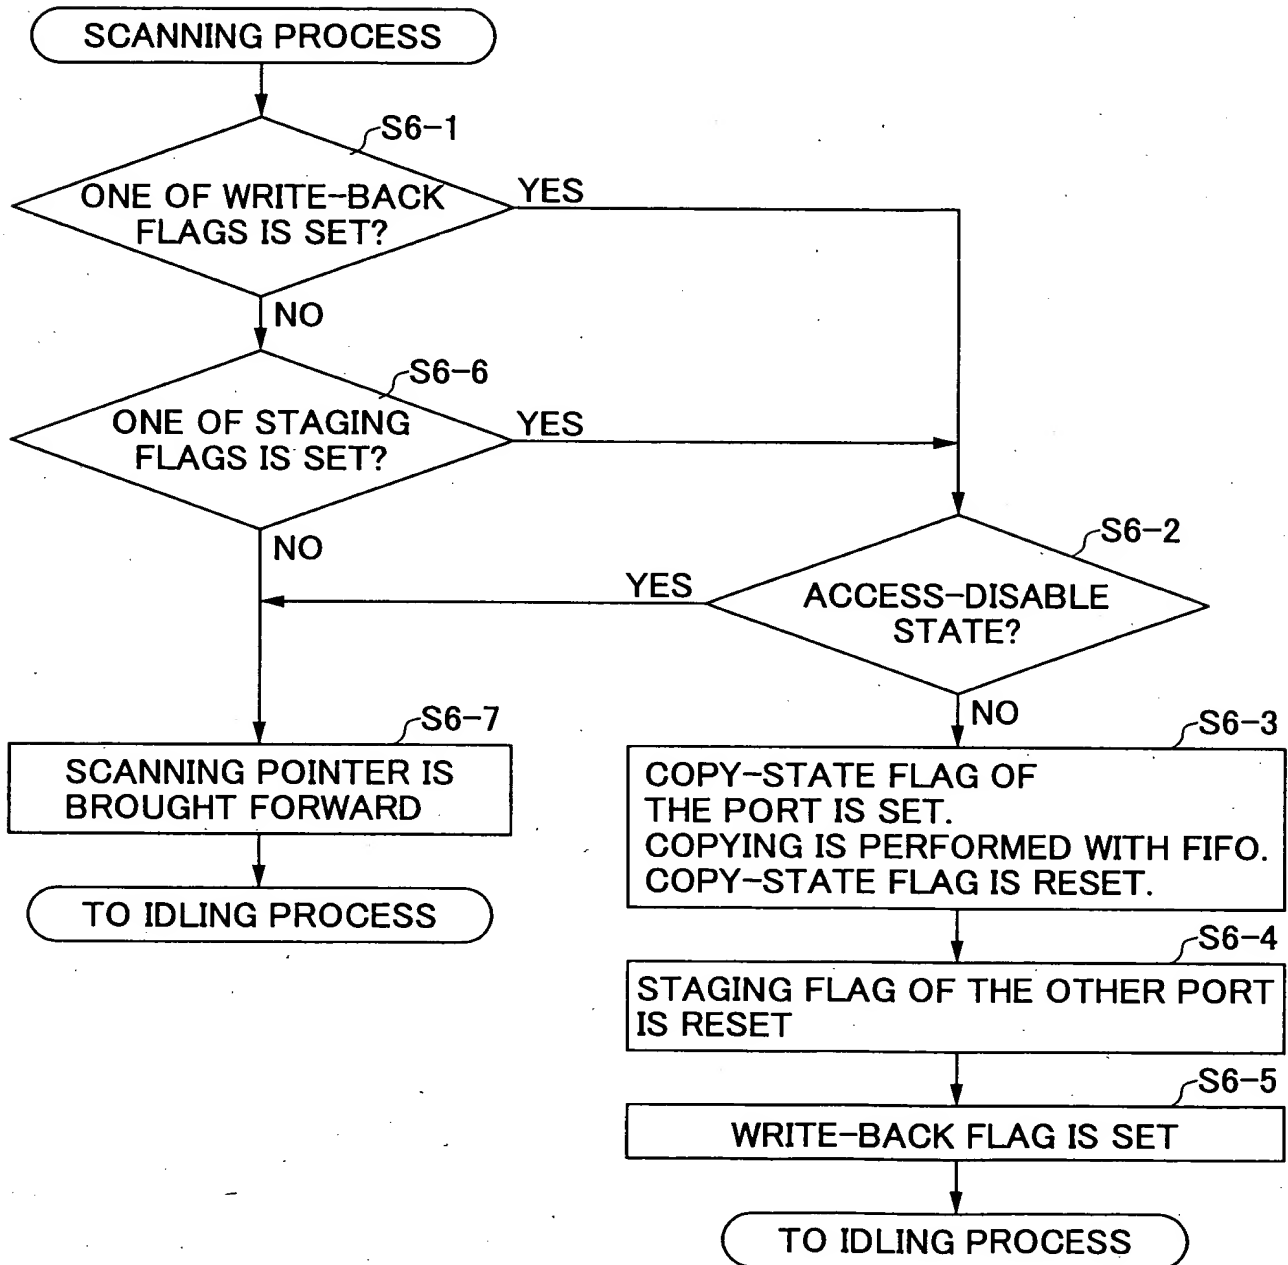 SCANNING PROCESS
S6-1
ONE OF WRITE-BACK
FLAGS IS SET?
YES
NO
S6-6
ONE OF STAGING
FLAGS IS SET?
YES
NO
S6-2
ACCESS-DISABLE
STATE?
YES
NO
S6-7
SCANNING POINTER IS
BROUGHT FORWARD
TO IDLING PROCESS
S6-3
COPY-STATE FLAG OF
THE PORT IS SET.
COPYING IS PERFORMED WITH FIFO.
COPY-STATE FLAG IS RESET.
S6-4
STAGING FLAG OF THE OTHER PORT
IS RESET
S6-5
WRITE-BACK FLAG IS SET
TO IDLING PROCESS